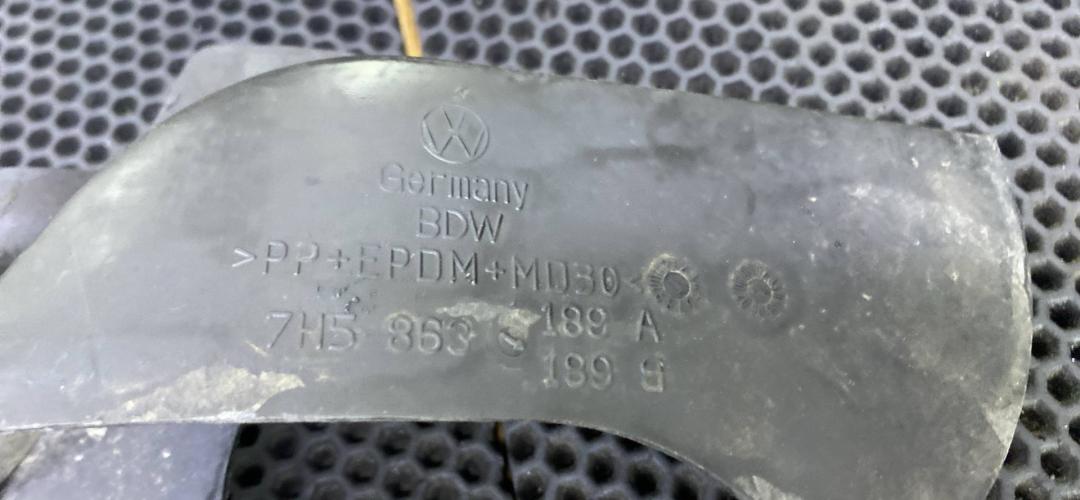 Germany
BDW
>PP+EPDM+MD30<
7H5 863 189 A
189 B